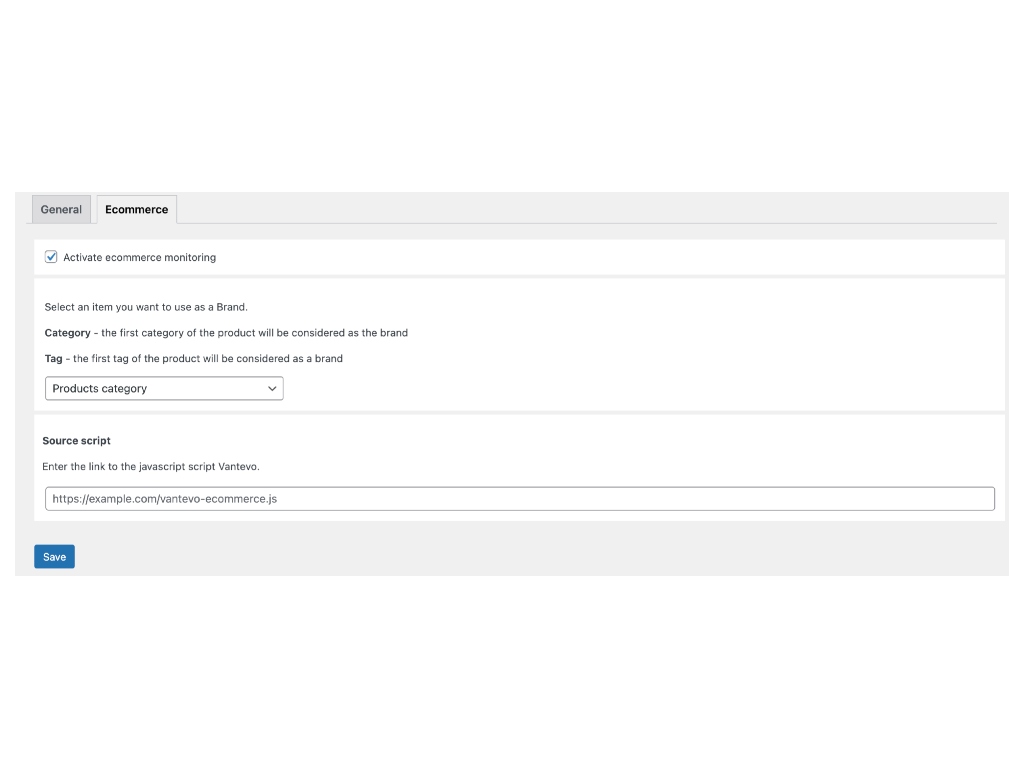 General Ecommerce
Activate ecommerce monitoring
Select an item you want to use as a Brand.
Category - the first category of the product will be considered as the brand
Tag - the first tag of the product will be considered as a brand
Products category
Source script
Enter the link to the javascript script Vantevo.
https://example.com/vantevo-ecommerce.js
Save